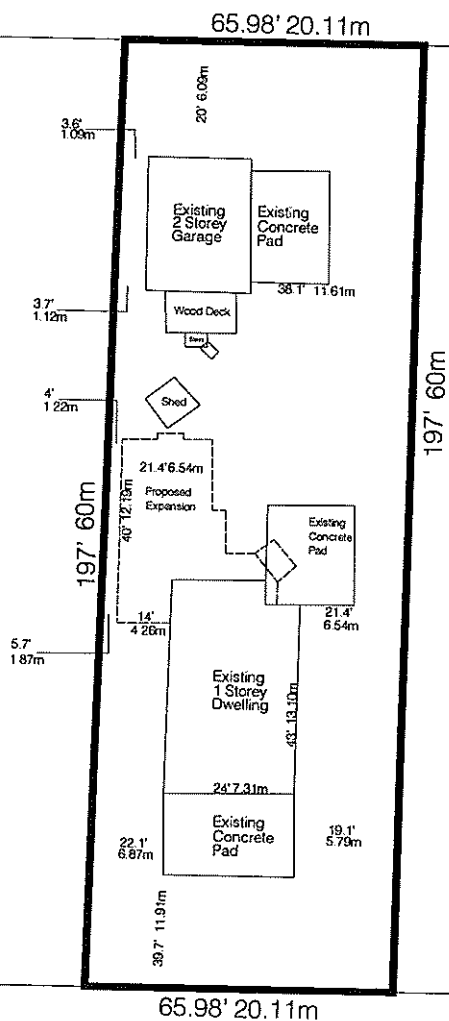 65.98' 20.11m
20' 6.09m
3.6'
1.09m
Existing
2 Storey
Garage
Existing
Concrete
Pad
38.1' 11.61m
3.7'
1.12m
Wood Deck
4'
1.22m
Shed
197' 60m
21.4' 6.54m
Proposed
Expansion
40' 12.19m
197' 60m
Existing
Concrete
Pad
14'
4.26m
21.4'
6.54m
5.7'
1.87m
Existing
1 Storey
Dwelling
43' 13.10m
24' 7.31m
22.1'
6.87m
Existing
Concrete
Pad
19.1'
5.79m
39.7' 11.91m
65.98' 20.11m